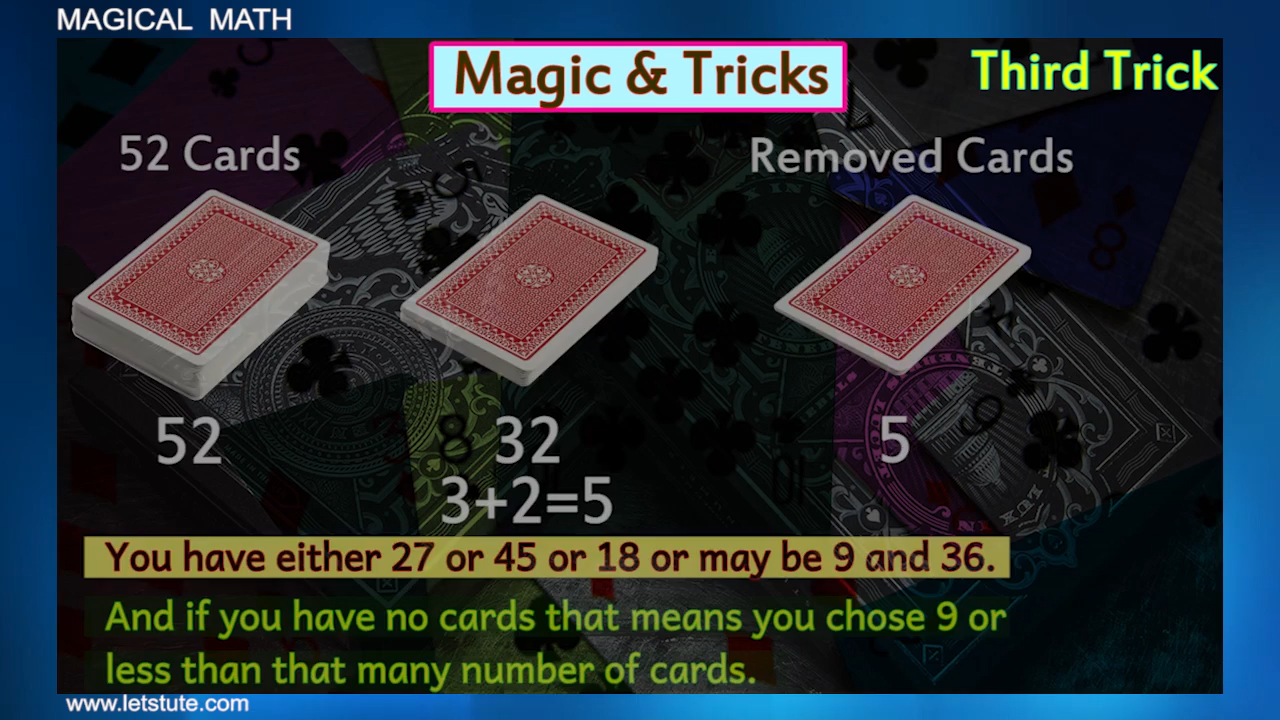 MAGICAL MATH
Magic & Tricks
Third Trick
52 Cards
Removed Cards
52
32
5
3+2=5
You have either 27 or 45 or 18 or may be 9 and 36.
And if you have no cards that means you chose 9 or
less than that many number of cards.
www.letstute.com